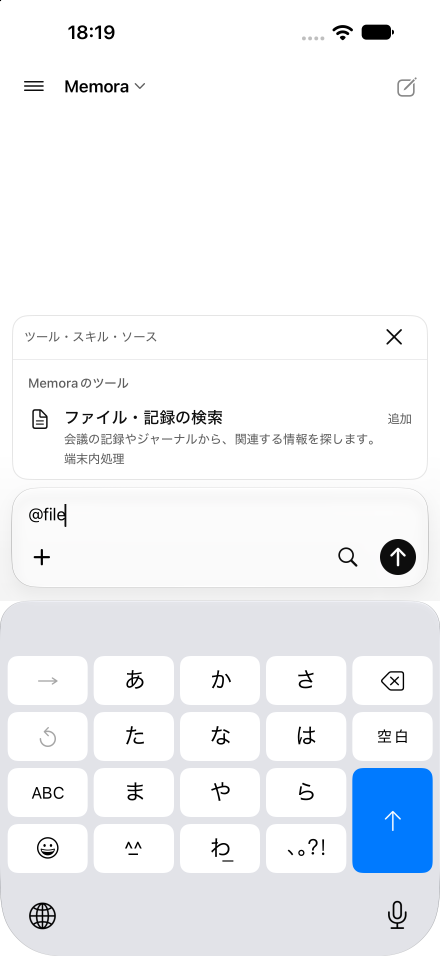 18:19
Memora
ツール・スキル・ソース
Memoraのツール
ファイル・記録の検索
追加
会議の記録やジャーナルから、関連する情報を探します。
端末内処理
@file
→ あ か さ
た な は 空白
ABC ま や ら
^_^ わ_ 、。?!